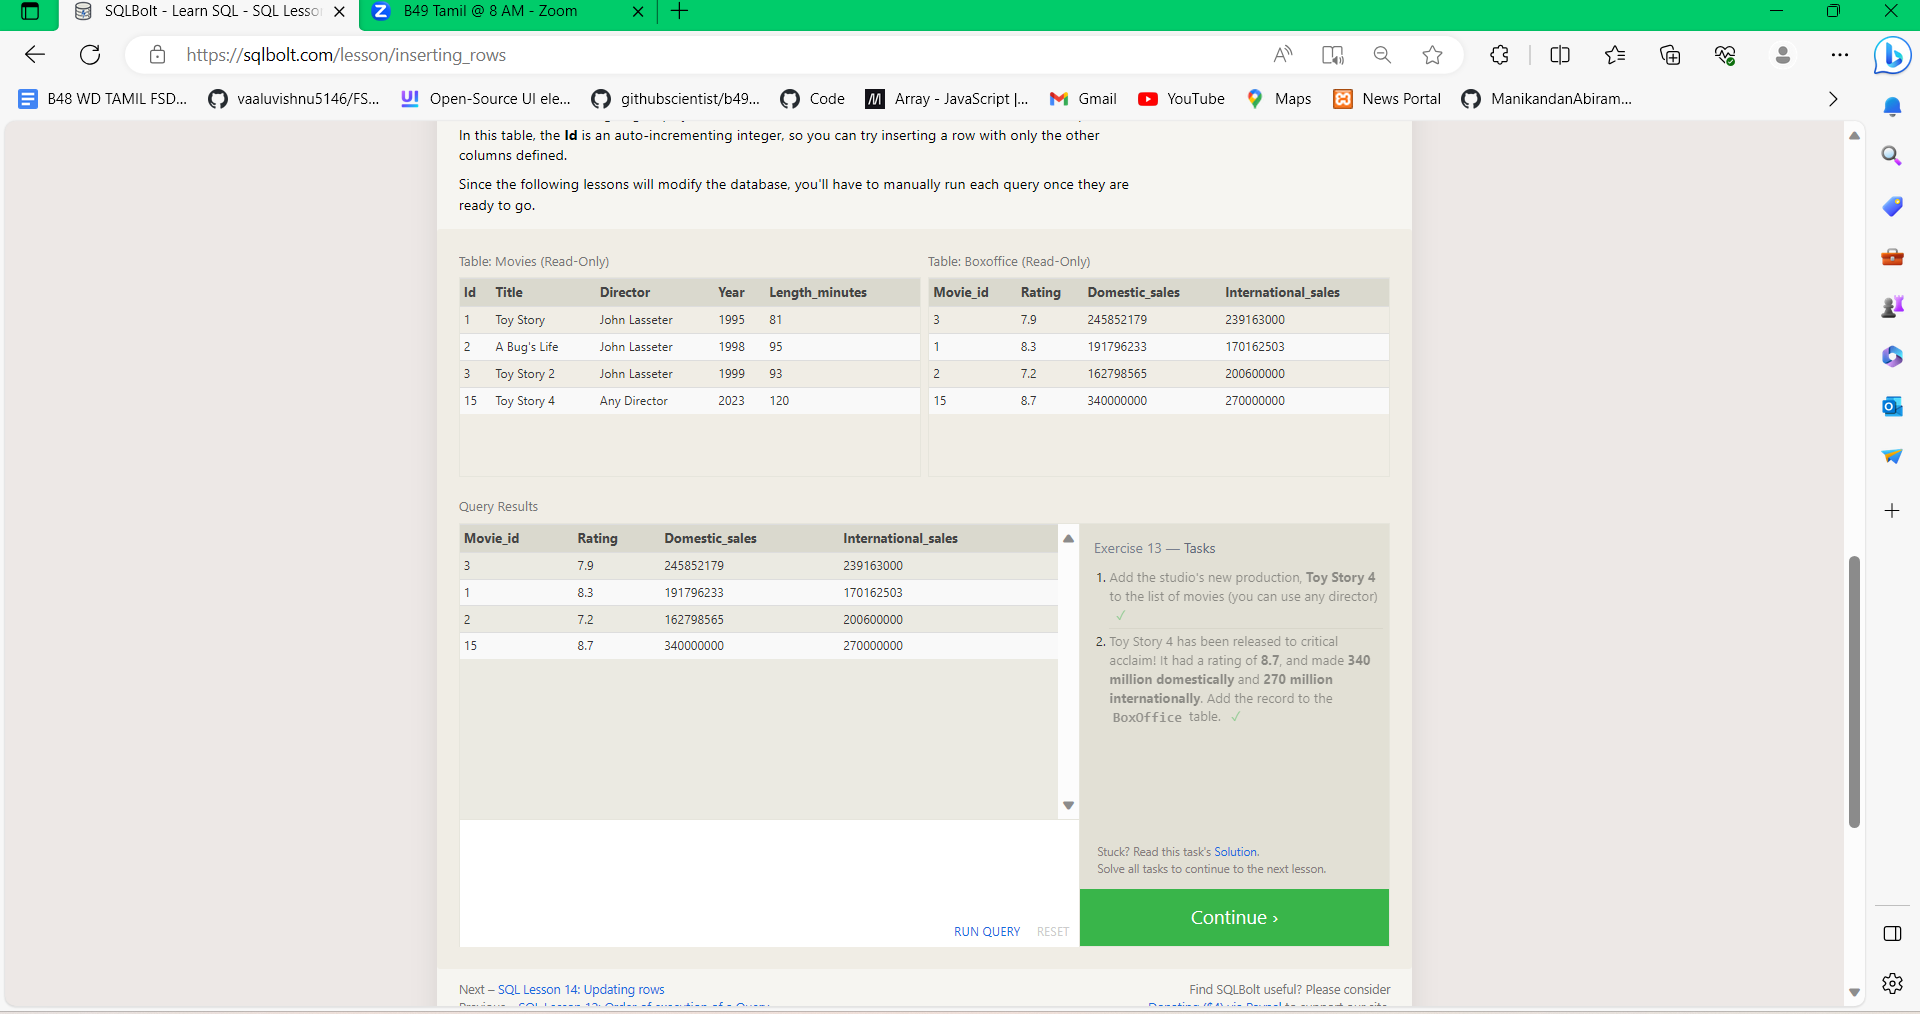 SQLBolt - Learn SQL - SQL Lesso
B49 Tamil @ 8 AM - Zoom
https://sqlbolt.com/lesson/inserting_rows
B48 WD TAMIL FSD...
vaaluvishnu5146/FS...
UI Open-Source UI ele...
githubscientist/b49...
Code
M Array - JavaScript |...
Gmail
YouTube
Maps
News Portal
ManikandanAbiram...
In this table, the Id is an auto-incrementing integer, so you can try inserting a row with only the other
columns defined.
Since the following lessons will modify the database, you'll have to manually run each query once they are
ready to go.
Table: Movies (Read-Only)
Id Title Director Year Length_minutes
1 Toy Story John Lasseter 1995 81
2 A Bug's Life John Lasseter 1998 95
3 Toy Story 2 John Lasseter 1999 93
15 Toy Story 4 Any Director 2023 120
Table: Boxoffice (Read-Only)
Movie_id Rating Domestic_sales International_sales
3 7.9 245852179 239163000
1 8.3 191796233 170162503
2 7.2 162798565 200600000
15 8.7 340000000 270000000
Query Results
Movie_id Rating Domestic_sales International_sales
3 7.9 245852179 239163000
1 8.3 191796233 170162503
2 7.2 162798565 200600000
15 8.7 340000000 270000000
RUN QUERY RESET
Exercise 13 — Tasks
1. Add the studio's new production, Toy Story 4
to the list of movies (you can use any director)
✓
2. Toy Story 4 has been released to critical
acclaim! It had a rating of 8.7, and made 340
million domestically and 270 million
internationally. Add the record to the
BoxOffice table. ✓
Stuck? Read this task's Solution.
Solve all tasks to continue to the next lesson.
Continue ›
Next – SQL Lesson 14: Updating rows
Find SQLBolt useful? Please consider